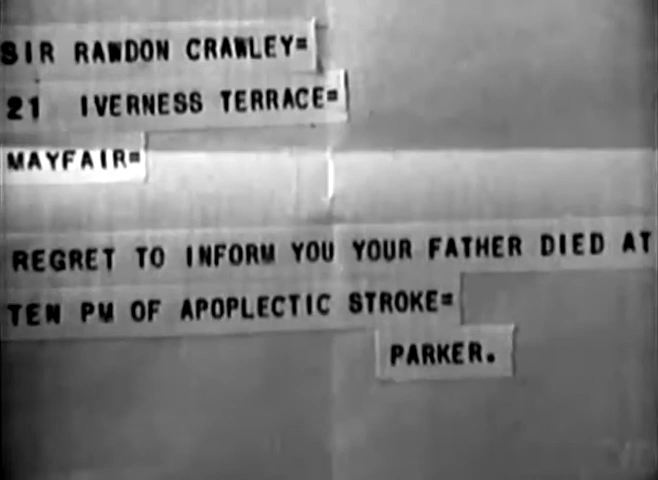 SIR RAWDON CRAWLEY=
21 IVERNESS TERRACE=
MAYFAIR=
REGRET TO INFORM YOU YOUR FATHER DIED AT
TEN PM OF APOPLECTIC STROKE=
PARKER.